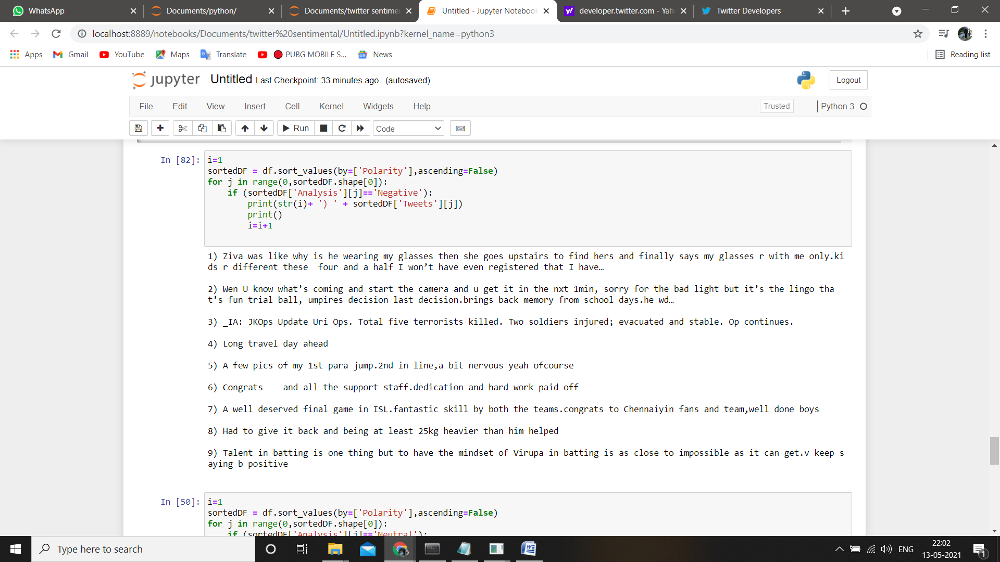 WhatsApp
Documents/python/
Documents/twitter sentime
Untitled - Jupyter Notebook
developer.twitter.com - Yah
Twitter Developers
localhost:8889/notebooks/Documents/twitter%20sentimental/Untitled.ipynb?kernel_name=python3
Apps
Gmail
YouTube
Maps
Translate
PUBG MOBILE S...
News
Reading list
jupyter Untitled Last Checkpoint: 33 minutes ago (autosaved)
Logout
File Edit View Insert Cell Kernel Widgets Help
Trusted
Python 3
Run
Code
In [82]:
i=1
sortedDF = df.sort_values(by=['Polarity'],ascending=False)
for j in range(0,sortedDF.shape[0]):
    if (sortedDF['Analysis'][j]=='Negative'):
        print(str(i)+ ') ' + sortedDF['Tweets'][j])
        print()
        i=i+1
1) Ziva was like why is he wearing my glasses then she goes upstairs to find hers and finally says my glasses r with me only.ki
ds r different these  four and a half I won’t have even registered that I have…
2) Wen U know what’s coming and start the camera and u get it in the nxt 1min, sorry for the bad light but it’s the lingo tha
t’s fun trial ball, umpires decision last decision.brings back memory from school days.he wd…
3) _IA: JKOps Update Uri Ops. Total five terrorists killed. Two soldiers injured; evacuated and stable. Op continues.
4) Long travel day ahead
5) A few pics of my 1st para jump.2nd in line,a bit nervous yeah ofcourse
6) Congrats    and all the support staff.dedication and hard work paid off
7) A well deserved final game in ISL.fantastic skill by both the teams.congrats to Chennaiyin fans and team,well done boys
8) Had to give it back and being at least 25kg heavier than him helped
9) Talent in batting is one thing but to have the mindset of Virupa in batting is as close to impossible as it can get.v keep s
aying b positive
In [50]:
i=1
sortedDF = df.sort_values(by=['Polarity'],ascending=False)
for j in range(0,sortedDF.shape[0]):
    if (sortedDF['Analysis'][j]=='Neutral'):
Type here to search
ENG
22:02
13-05-2021
1